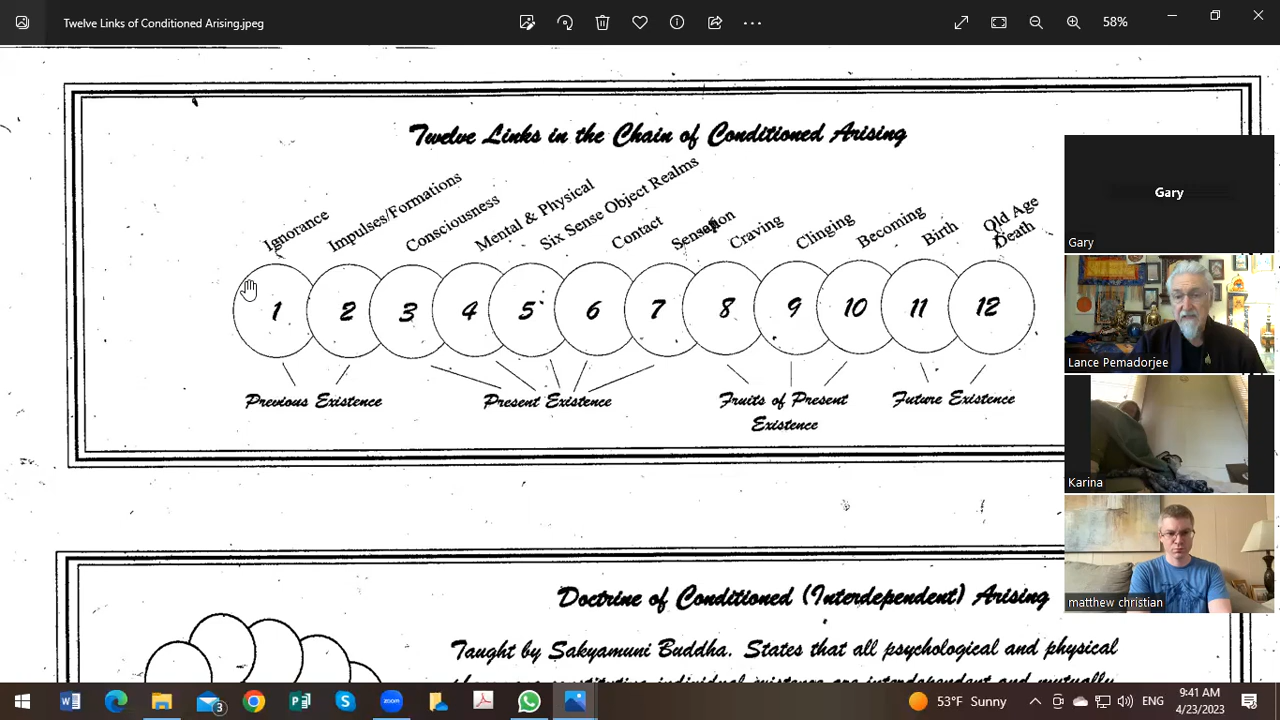 Twelve Links of Conditioned Arising.jpeg
58%
Twelve Links in the Chain of Conditioned Arising
Ignorance
Impulses/Formations
Consciousness
Mental & Physical
Six Sense Object Realms
Contact
Craving
Clinging
Becoming
Birth
Old Age
Death
1 2 3 4 5 6 7 8 9 10 11 12
Previous Existence
Present Existence
Fruits of Present
Existence
Future Existence
Doctrine of Conditioned (Interdependent) Arising
Taught by Sakyamuni Buddha. States that all psychological and physical
Gary
Gary
Lance Pemadorjee
Karina
matthew christian
3
zoom
53°F Sunny
ENG
9:41 AM
4/23/2023